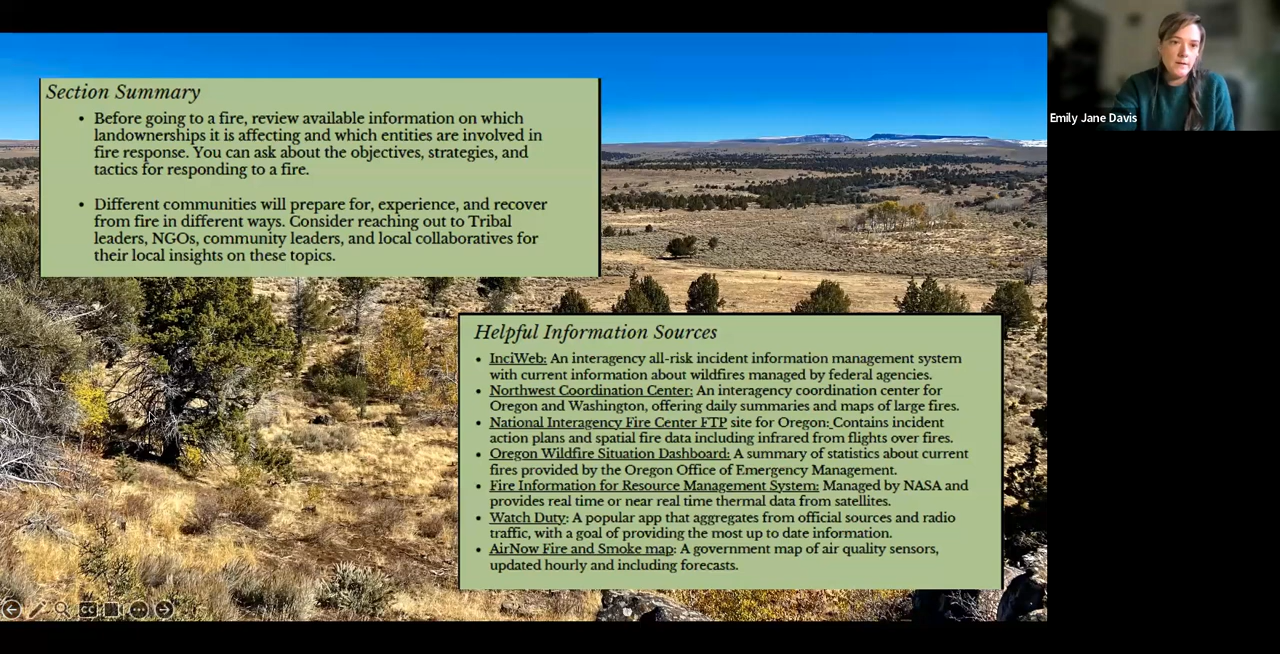 Section Summary
• Before going to a fire, review available information on which
landownerships it is affecting and which entities are involved in
fire response. You can ask about the objectives, strategies, and
tactics for responding to a fire.
• Different communities will prepare for, experience, and recover
from fire in different ways. Consider reaching out to Tribal
leaders, NGOs, community leaders, and local collaboratives for
their local insights on these topics.
Helpful Information Sources
• InciWeb: An interagency all-risk incident information management system
with current information about wildfires managed by federal agencies.
• Northwest Coordination Center: An interagency coordination center for
Oregon and Washington, offering daily summaries and maps of large fires.
• National Interagency Fire Center FTP site for Oregon: Contains incident
action plans and spatial fire data including infrared from flights over fires.
• Oregon Wildfire Situation Dashboard: A summary of statistics about current
fires provided by the Oregon Office of Emergency Management.
• Fire Information for Resource Management System: Managed by NASA and
provides real time or near real time thermal data from satellites.
• Watch Duty: A popular app that aggregates from official sources and radio
traffic, with a goal of providing the most up to date information.
• AirNow Fire and Smoke map: A government map of air quality sensors,
updated hourly and including forecasts.
Emily Jane Davis